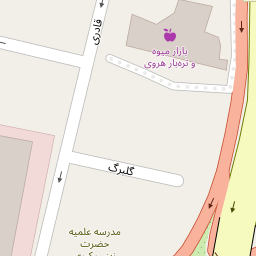 قادری
بازار میوه
و تره‌بار هروی
گلبرگ
مدرسه علمیه
حضرت